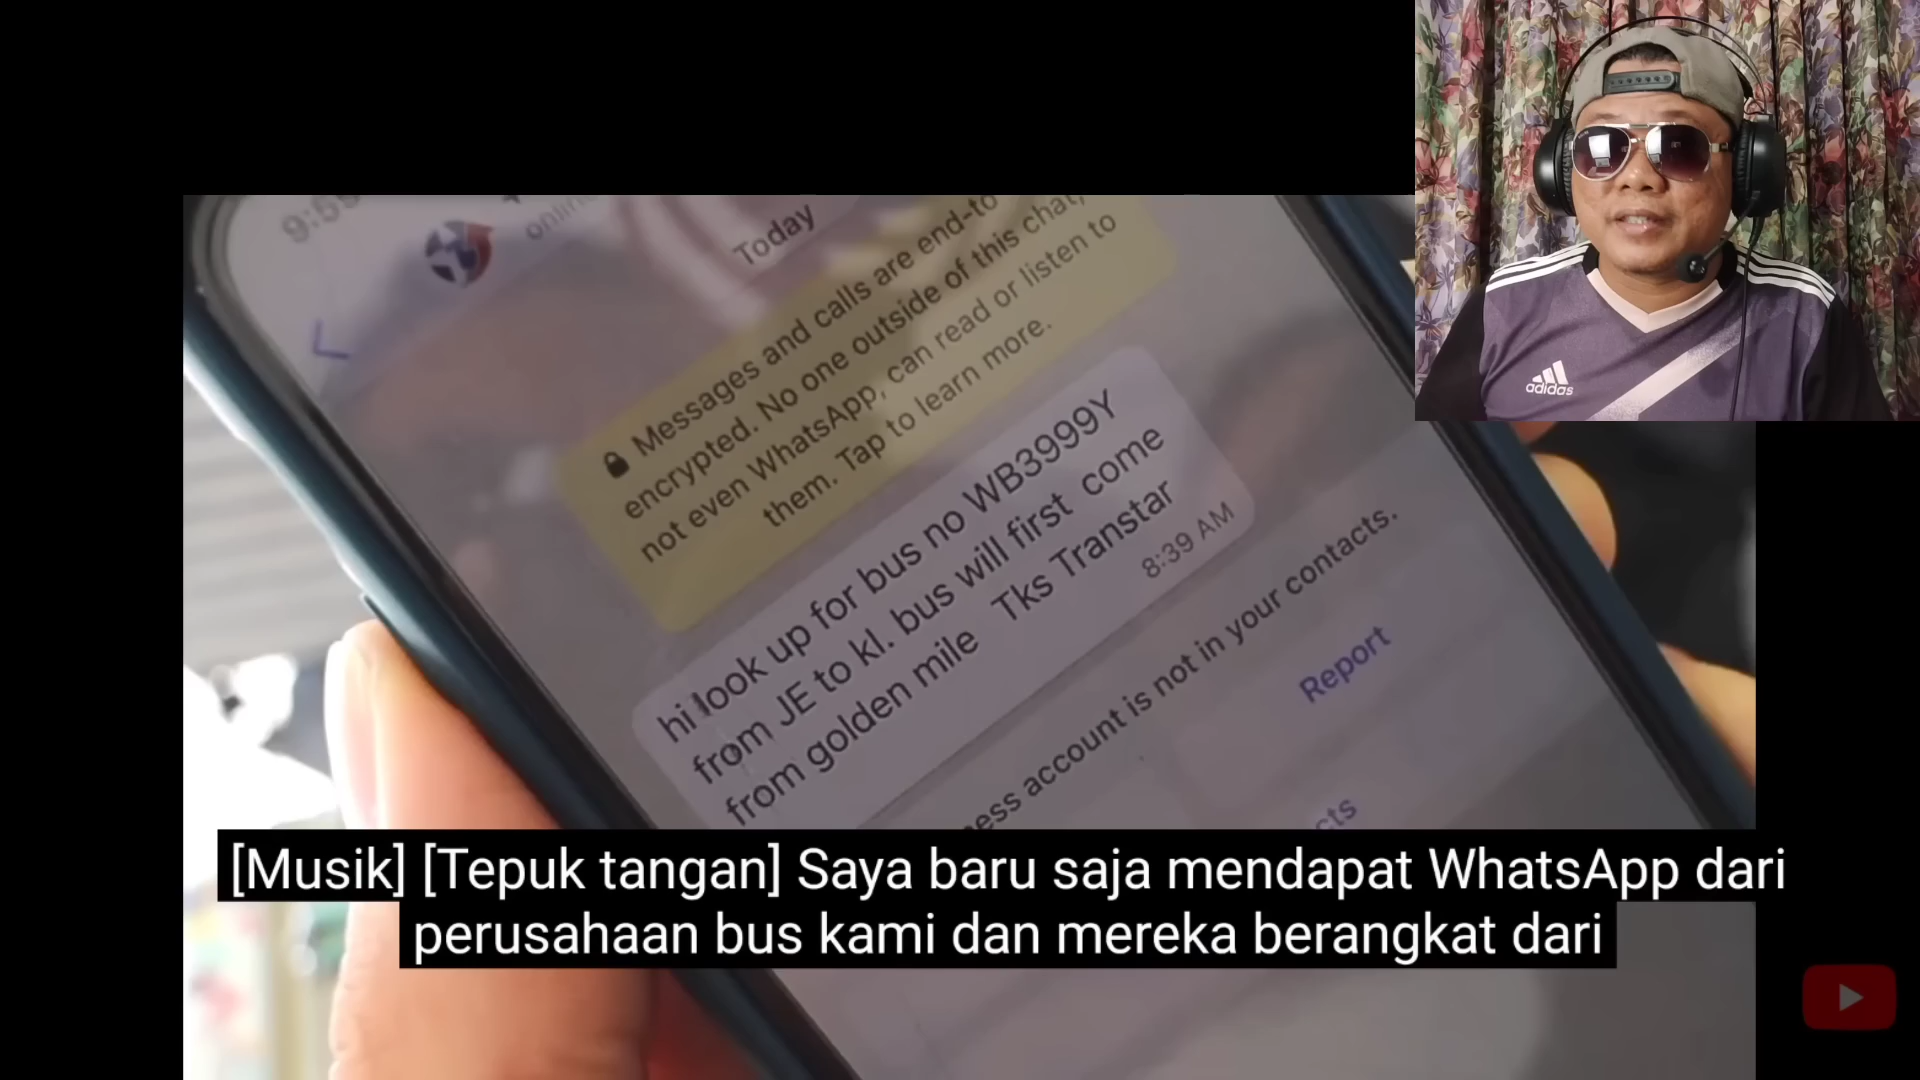 Today
Messages and calls are end-to
encrypted. No one outside of this chat,
not even WhatsApp, can read or listen to
them. Tap to learn more.
hi look up for bus no WB3999Y
from JE to kl. bus will first come
from golden mile Tks Transtar
8:39 AM
account is not in your contacts.
Report
adidas
[Musik] [Tepuk tangan] Saya baru saja mendapat WhatsApp dari
perusahaan bus kami dan mereka berangkat dari